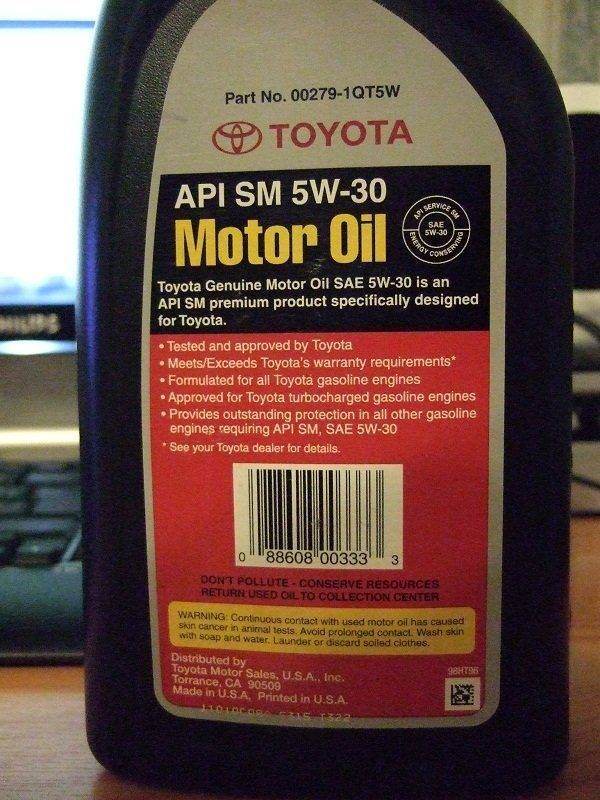 Part No. 00279-1QT5W
TOYOTA
API SM 5W-30
Motor Oil
API SERVICE SM
SAE
5W-30
ENERGY CONSERVING
Toyota Genuine Motor Oil SAE 5W-30 is an
API SM premium product specifically designed
for Toyota.
• Tested and approved by Toyota
• Meets/Exceeds Toyota's warranty requirements*
• Formulated for all Toyota gasoline engines
• Approved for Toyota turbocharged gasoline engines
• Provides outstanding protection in all other gasoline
engines requiring API SM, SAE 5W-30
* See your Toyota dealer for details.
0 88608 00333 3
DON'T POLLUTE - CONSERVE RESOURCES
RETURN USED OIL TO COLLECTION CENTER
WARNING: Continuous contact with used motor oil has caused
skin cancer in animal tests. Avoid prolonged contact. Wash skin
with soap and water. Launder or discard soiled clothes.
Distributed by
Toyota Motor Sales, U.S.A., Inc.
Torrance, CA 90509
Made in U.S.A. Printed in U.S.A.
98HT9B
PHILIPS